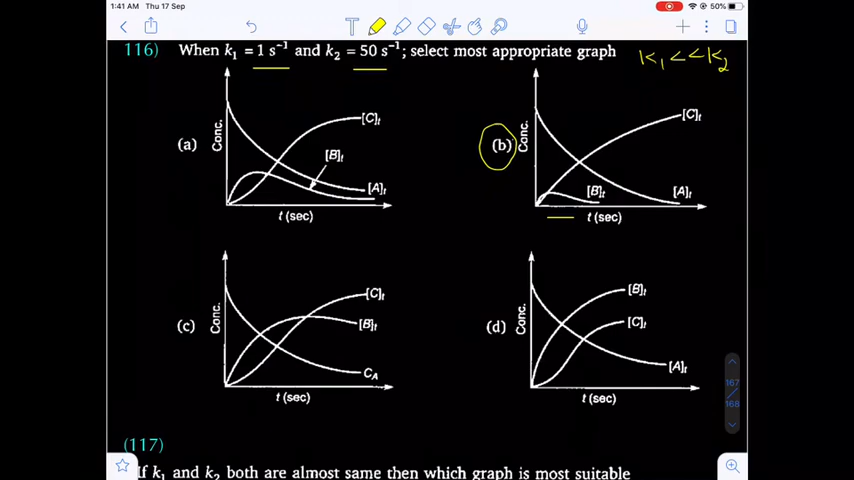 1:41 AM Thu 17 Sep
50%
116) When k₁ = 1 s⁻¹ and k₂ = 50 s⁻¹; select most appropriate graph K₁ << K₂
(a) Conc. [C]t [B]t [A]t t (sec)
(b) Conc. [C]t [B]t [A]t t (sec)
(c) Conc. [C]t [B]t C_A t (sec)
(d) Conc. [B]t [C]t [A]t t (sec)
167/168
(117)
If k₁ and k₂ both are almost same then which graph is most suitable